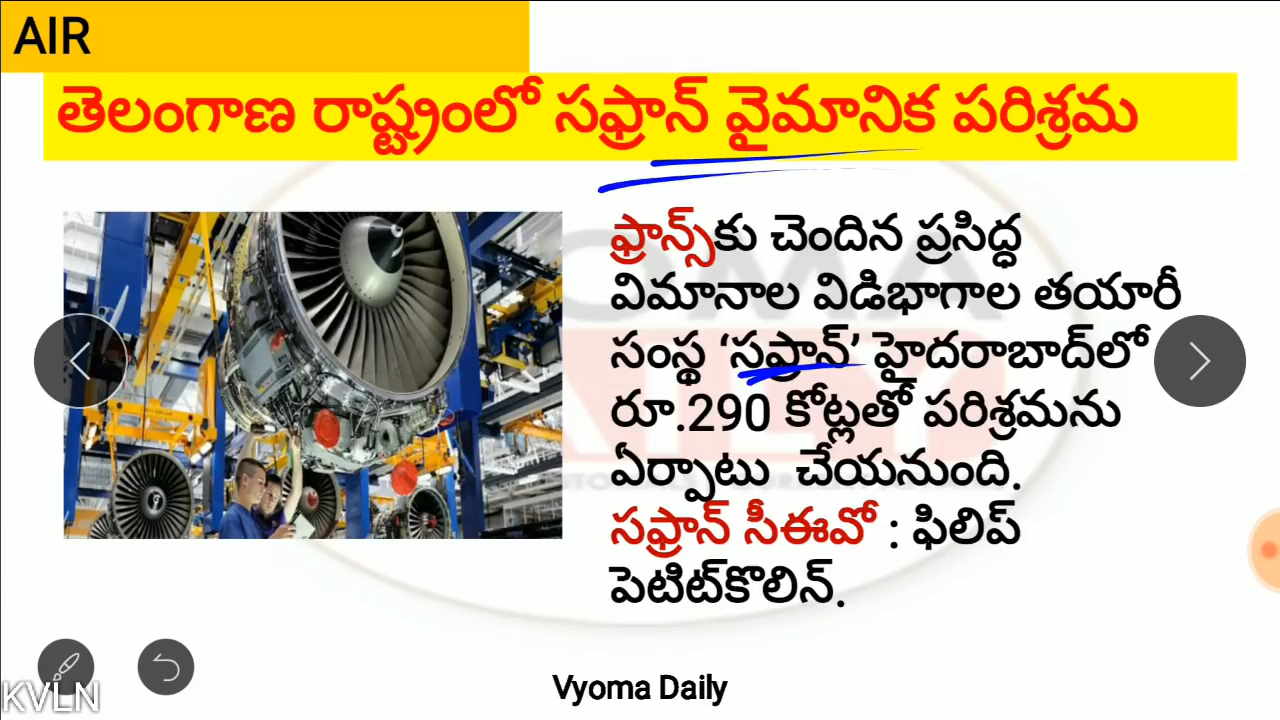 AIR
తెలంగాణ రాష్ట్రంలో సఫ్రాన్ వైమానిక పరిశ్రమ
ఫ్రాన్స్‌కు చెందిన ప్రసిద్ధ
విమానాల విడిభాగాల తయారీ
సంస్థ ‘సఫ్రాన్’ హైదరాబాద్‌లో
రూ.290 కోట్లతో పరిశ్రమను
ఏర్పాటు చేయనుంది.
సఫ్రాన్ సీఈవో : ఫిలిప్
పెటిట్‌కొలిన్.
KVLN
Vyoma Daily